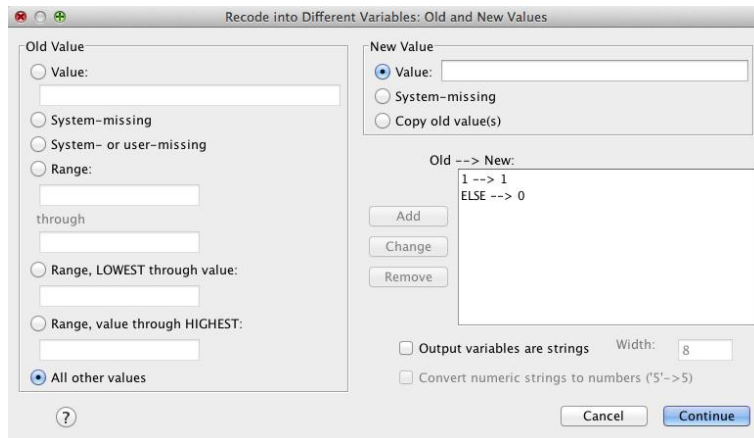 Recode into Different Variables: Old and New Values
Old Value
Value:
System-missing
System- or user-missing
Range:
through
Range, LOWEST through value:
Range, value through HIGHEST:
All other values
New Value
Value:
System-missing
Copy old value(s)
Old --> New:
1 --> 1
ELSE --> 0
Add
Change
Remove
Output variables are strings Width: 8
Convert numeric strings to numbers ('5'->5)
? Cancel Continue